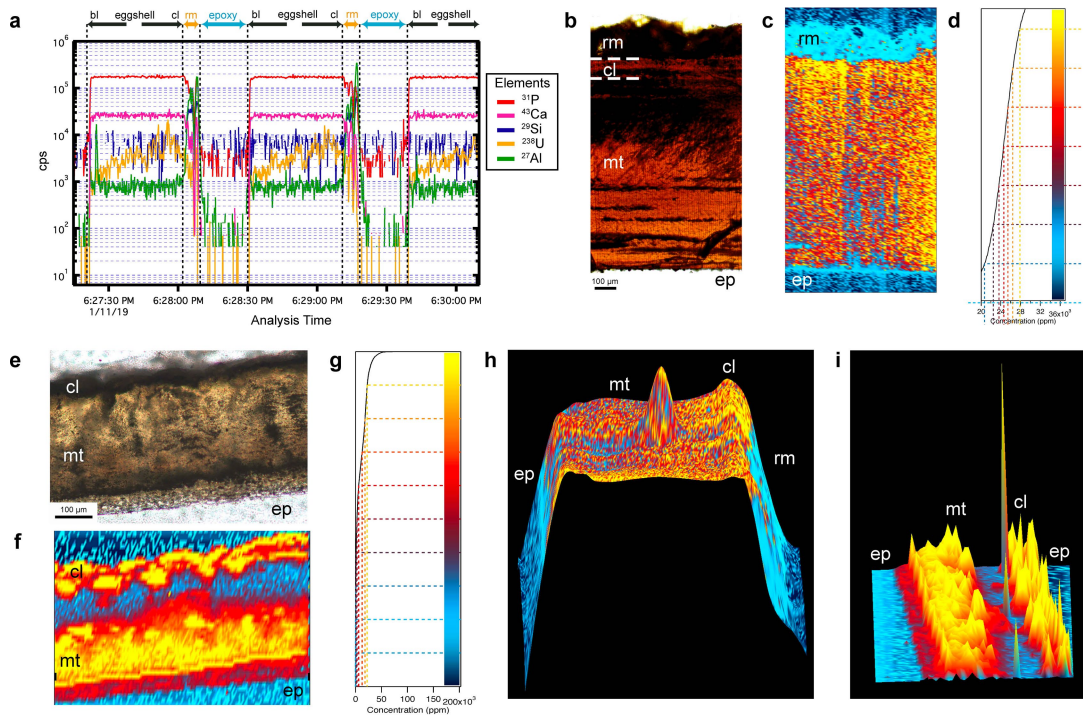 a
bl eggshell cl rm epoxy bl eggshell cl rm epoxy bl eggshell
10⁶
10⁵
10⁴
10³
10²
10¹
cps
6:27:30 PM 6:28:00 PM 6:28:30 PM 6:29:00 PM 6:29:30 PM 6:30:00 PM
1/11/19
Analysis Time
Elements
³¹P
⁴³Ca
²⁹Si
²³⁸U
²⁷Al
b
rm
cl
mt
ep
100 µm
c
rm
ep
d
20 24 28 32 36x10³
Concentration (ppm)
e
cl
mt
ep
100 µm
f
cl
mt
ep
g
0 50 100 150 200x10³
Concentration (ppm)
h
mt cl
ep rm
i
mt cl
ep ep